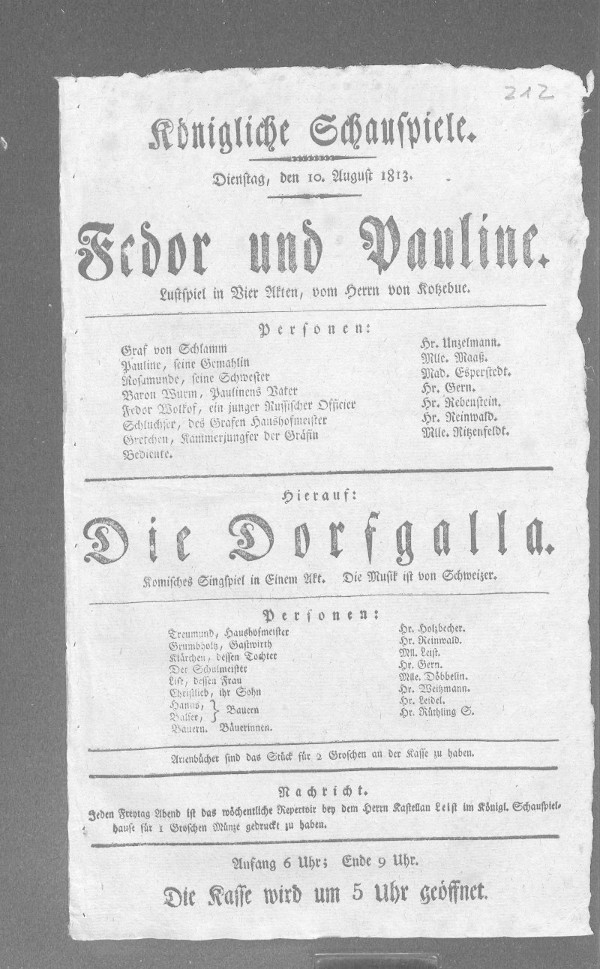 212
Königliche Schauspiele.
Dienstag, den 10. August 1813.
Fedor und Pauline.
Lustspiel in Vier Akten, vom Herrn von Kotzebue.
Personen:
Graf von Schlamm Hr. Unzelmann.
Pauline, seine Gemahlin Mlle. Maaß.
Rosamunde, seine Schwester Mad. Esperstedt.
Baron Wurm, Paulinens Vater Hr. Gern.
Fedor Wolkof, ein junger Russischer Officier Hr. Rebenstein.
Schluchser, des Grafen Haushofmeister Hr. Reinwald.
Gretchen, Kammerjungfer der Gräfin Mlle. Ritzenfeldt.
Bediente.
Hierauf:
Die Dorfgalla.
Komisches Singspiel in Einem Akt. Die Musik ist von Schweizer.
Personen:
Treumund, Haushofmeister Hr. Holzbecher.
Grumbholz, Gastwirth Hr. Reinwald.
Klärchen, dessen Tochter Mll. Leist.
Der Schulmeister Hr. Gern.
Life, dessen Frau Mlle. Döbbelin.
Christlieb, ihr Sohn Hr. Weitzmann.
Hanns, } Bauern Hr. Leidel.
Balter, Hr. Rüthling S.
Bauern. Bäuerinnen.
Arienbücher sind das Stück für 2 Groschen an der Kasse zu haben.
Nachricht.
Jeden Freytag Abend ist das wöchentliche Repertoir bey dem Herrn Kastellan Leist im Königl. Schauspiel-
hause für 1 Groschen Münze gedruckt zu haben.
Anfang 6 Uhr; Ende 9 Uhr.
Die Kasse wird um 5 Uhr geöffnet.